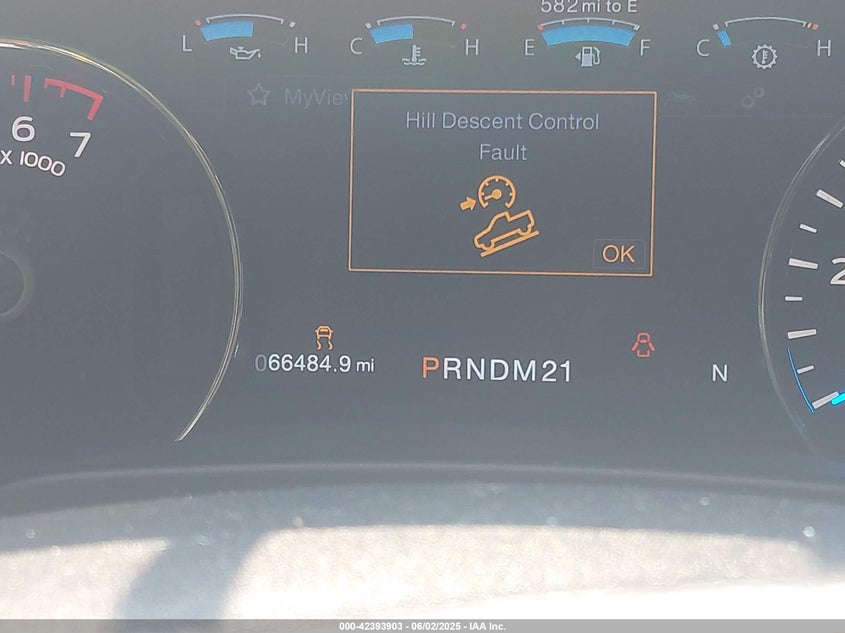 582 mi to E
L H C H E F C H
MyView
6
7
X 1000
Hill Descent Control
Fault
OK
066484.9 mi
PRNDM21
N
2
000-42393903 - 06/02/2025 - IAA Inc.